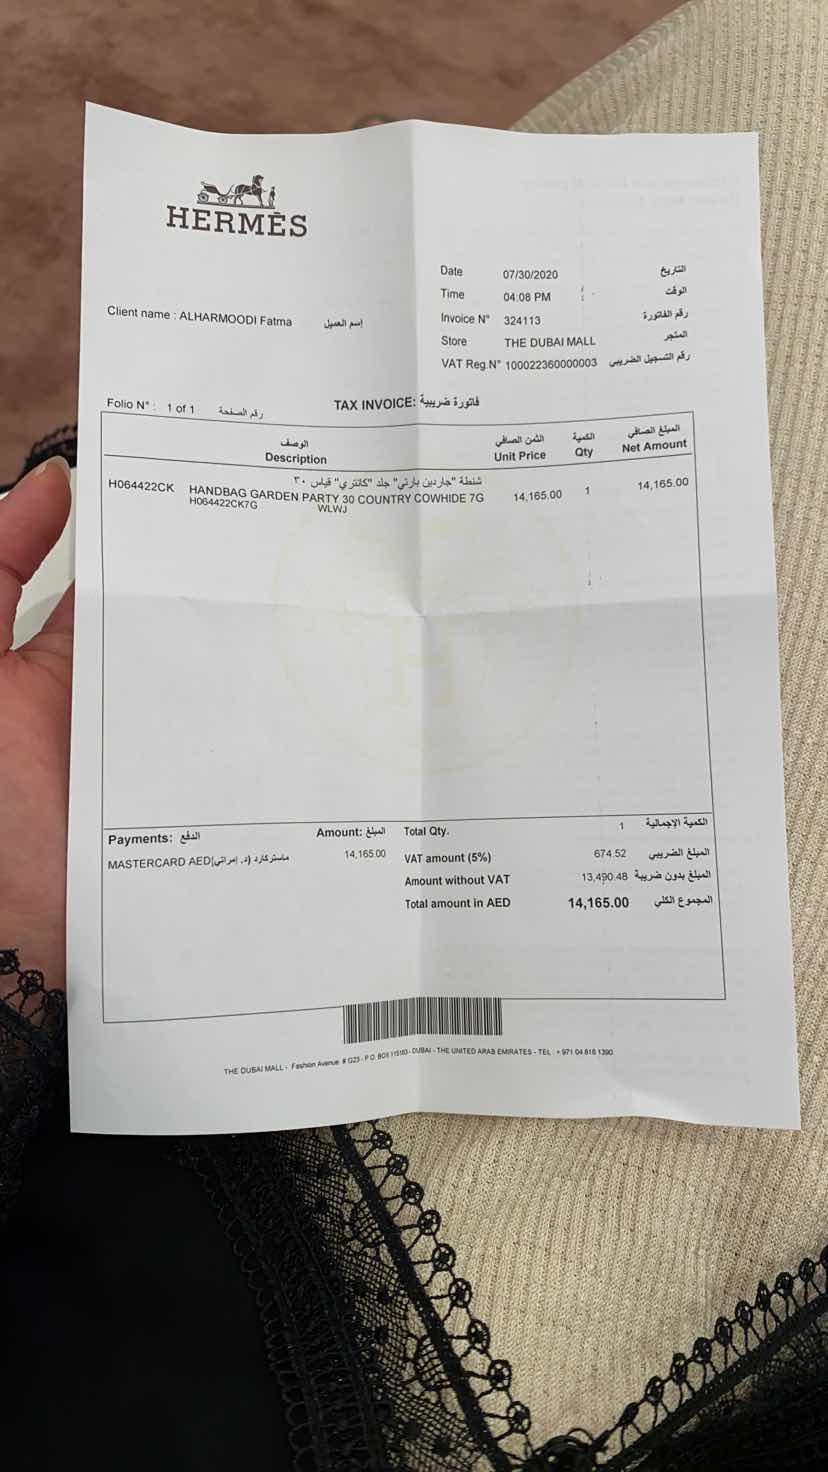 HERMÈS
Date 07/30/2020 التاريخ
Time 04:08 PM الوقت
Client name : ALHARMOODI Fatma إسم العميل
Invoice N° 324113 رقم الفاتورة
Store THE DUBAI MALL المتجر
VAT Reg.N° 100022360000003 رقم التسجيل الضريبي
Folio N° : 1 of 1 رقم الصفحة
TAX INVOICE: فاتورة ضريبية
الوصف الثمن الصافي الكمية المبلغ الصافي
Description Unit Price Qty Net Amount
شنطة "جاردين بارتي" جلد "كانتري" قياس ٣٠
H064422CK HANDBAG GARDEN PARTY 30 COUNTRY COWHIDE 7G 14,165.00 1 14,165.00
H064422CK7G WLWJ
Payments: الدفع Amount: المبلغ Total Qty. 1 الكمية الإجمالية
MASTERCARD AED(ماستركارد (د. إمراتي 14,165.00 VAT amount (5%) 674.52 المبلغ الضريبي
Amount without VAT 13,490.48 المبلغ بدون ضريبة
Total amount in AED 14,165.00 المجموع الكلي
THE DUBAI MALL - Fashion Avenue # G23 - P.O. BOX 115183 - DUBAI - THE UNITED ARAB EMIRATES - TEL : + 971 04 818 1390